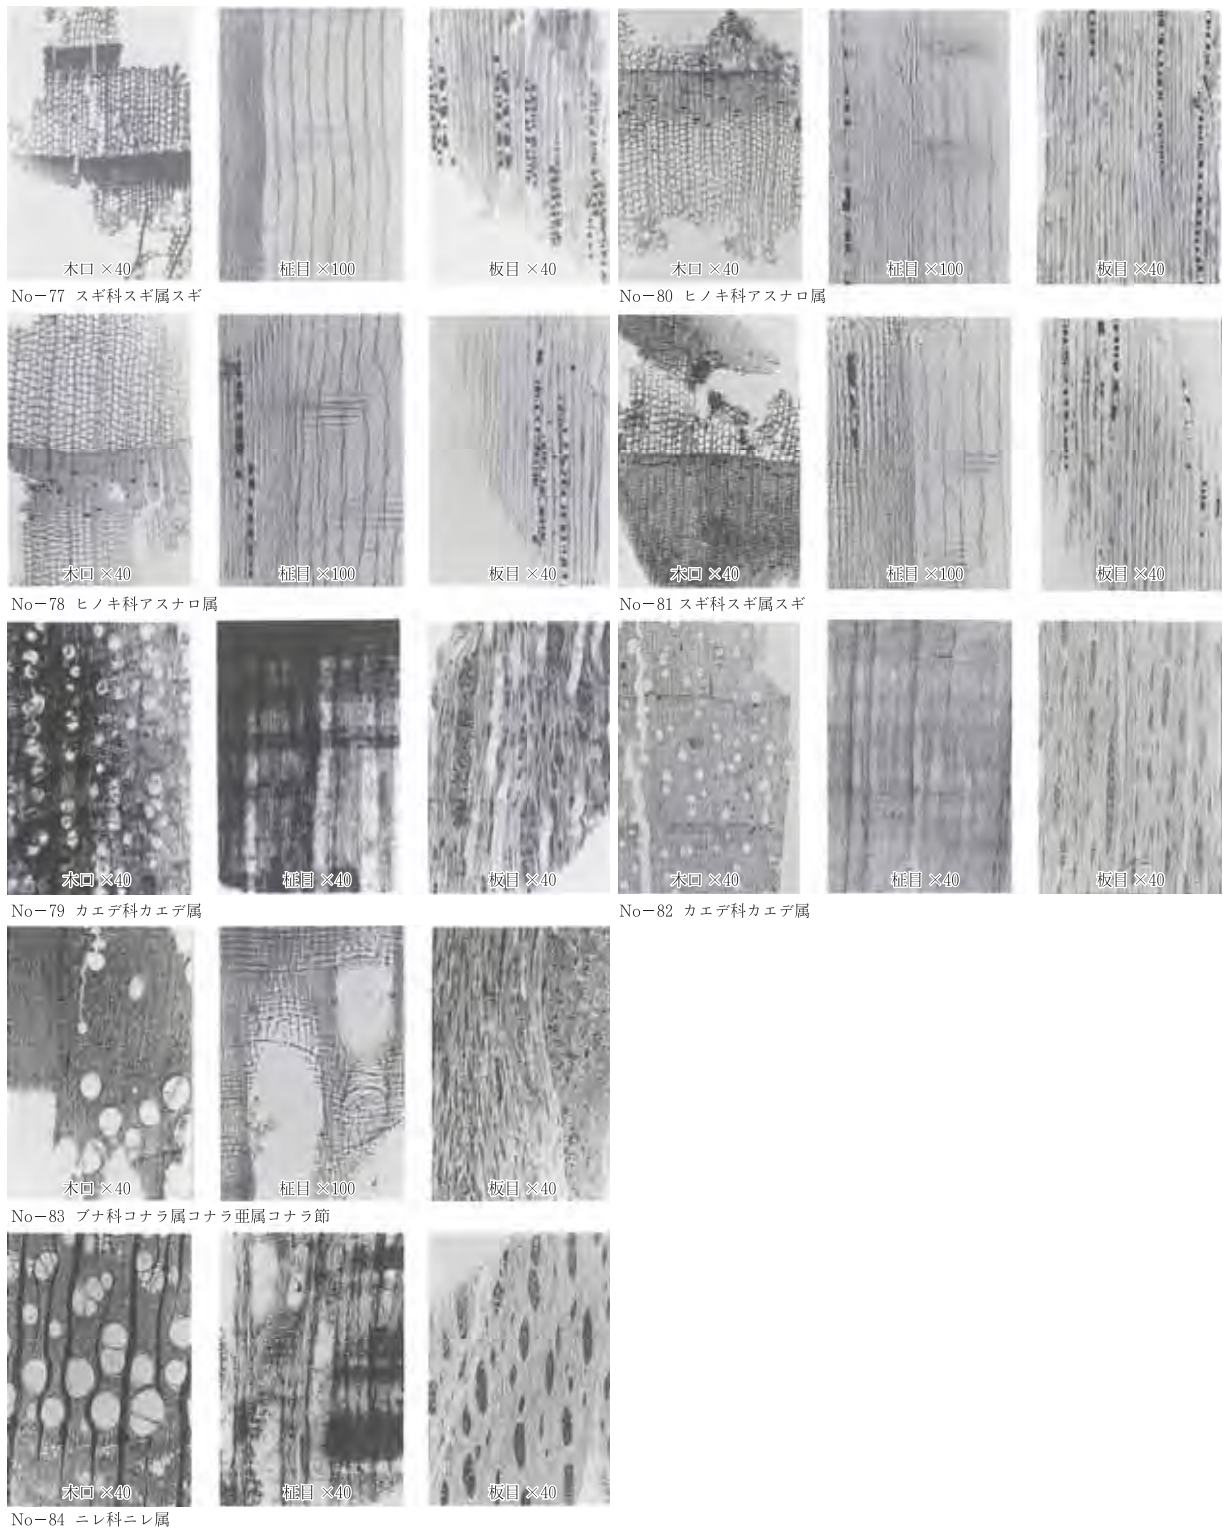 木口 ×40
柾目 ×100
板目 ×40
No－77 スギ科スギ属スギ
木口 ×40
柾目 ×100
板目 ×40
No－80 ヒノキ科アスナロ属
木口 ×40
柾目 ×100
板目 ×40
No－78 ヒノキ科アスナロ属
木口 ×40
柾目 ×100
板目 ×40
No－81 スギ科スギ属スギ
木口 ×40
柾目 ×40
板目 ×40
No－79 カエデ科カエデ属
木口 ×40
柾目 ×40
板目 ×40
No－82 カエデ科カエデ属
木口 ×40
柾目 ×100
板目 ×40
No－83 ブナ科コナラ属コナラ亜属コナラ節
木口 ×40
柾目 ×40
板目 ×40
No－84 ニレ科ニレ属